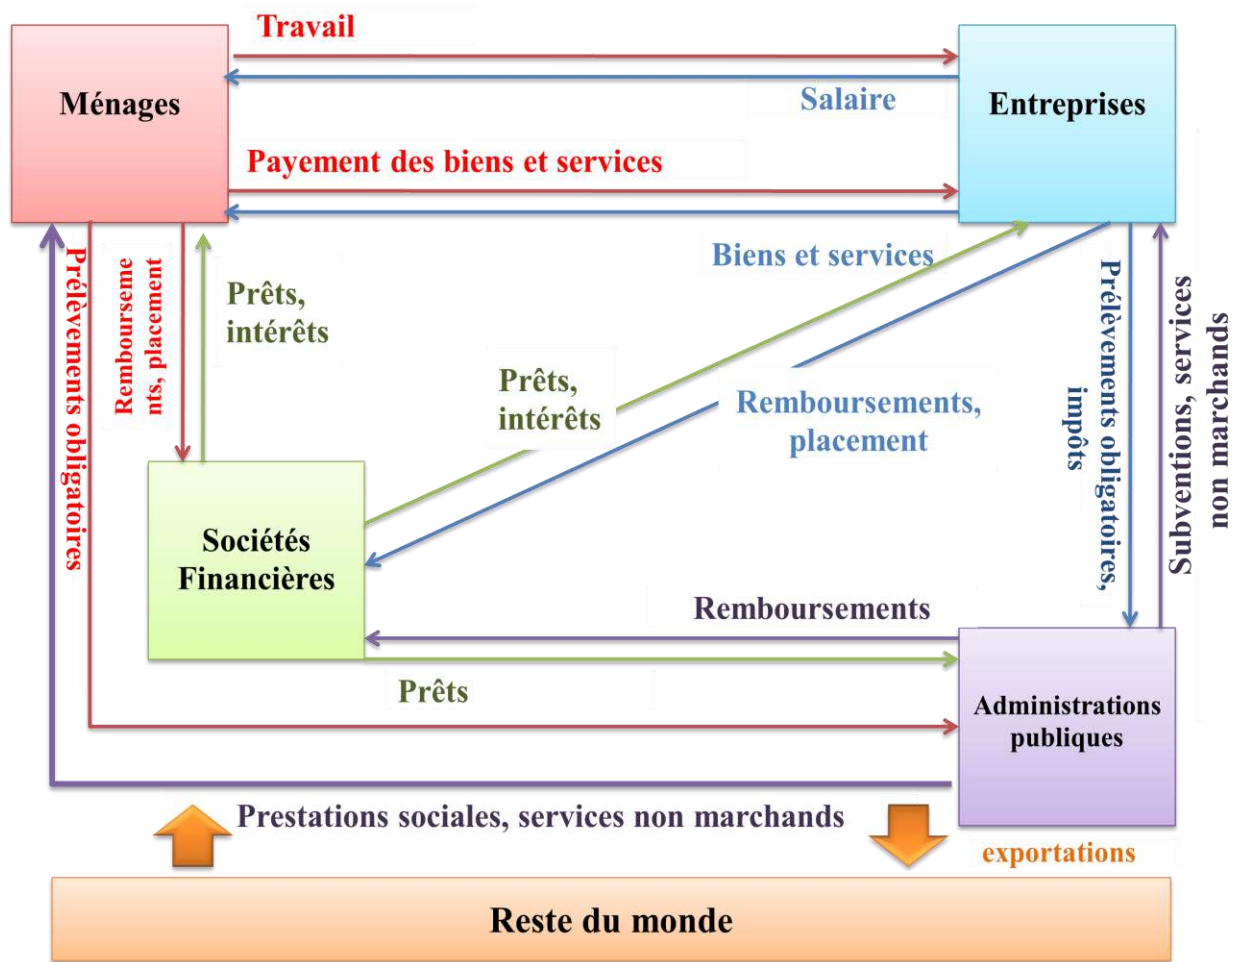 Travail
Ménages
Entreprises
Salaire
Payement des biens et services
Biens et services
Prélèvements obligatoires
Rembourseme
nts, placement
Prêts,
intérêts
Prêts,
intérêts
Remboursements,
placement
Prélèvements obligatoires,
impôts
Subventions, services
non marchands
Sociétés
Financières
Remboursements
Prêts
Administrations
publiques
Prestations sociales, services non marchands
exportations
Reste du monde